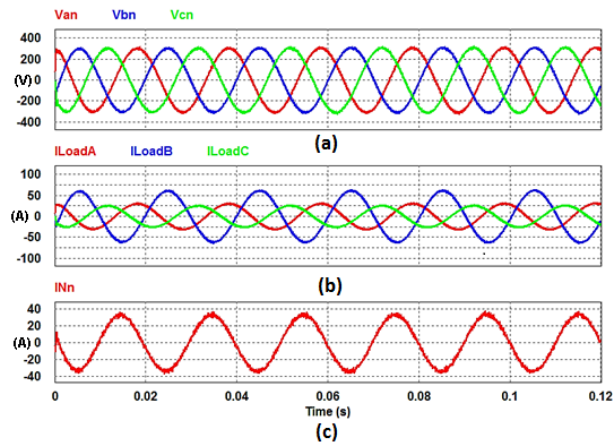 Van Vbn Vcn
400
200
(V) 0
-200
-400
(a)
ILoadA ILoadB ILoadC
100
50
(A) 0
-50
-100
(b)
INn
40
20
(A) 0
-20
-40
0 0.02 0.04 0.06 0.08 0.1 0.12
Time (s)
(c)